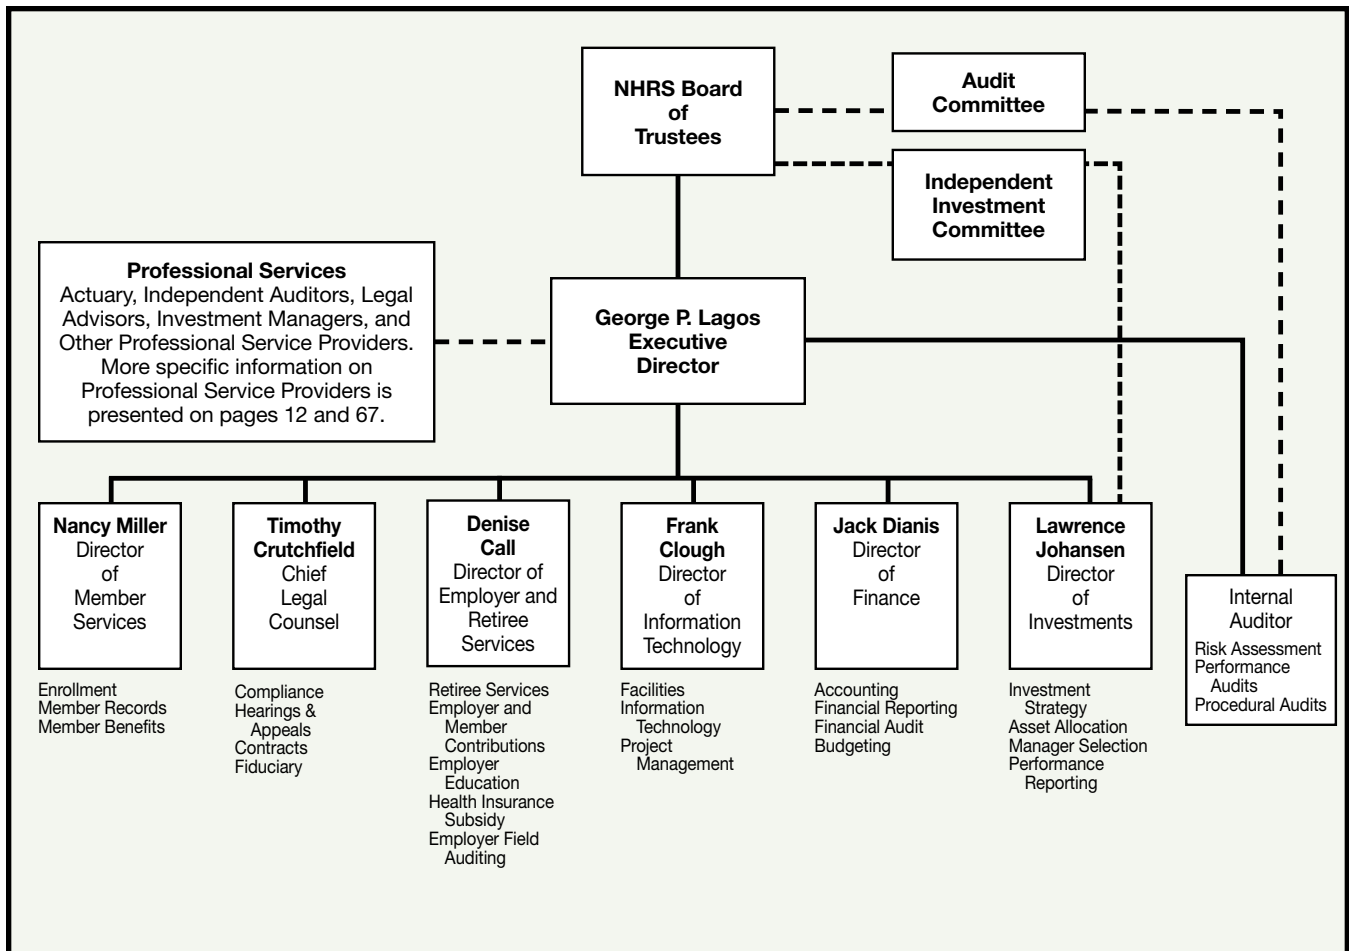 NHRS Board
of
Trustees
Audit
Committee
Independent
Investment
Committee
Professional Services
Actuary, Independent Auditors, Legal
Advisors, Investment Managers, and
Other Professional Service Providers.
More specific information on
Professional Service Providers is
presented on pages 12 and 67.
George P. Lagos
Executive
Director
Nancy Miller
Director
of
Member
Services
Enrollment
Member Records
Member Benefits
Timothy
Crutchfield
Chief
Legal
Counsel
Compliance
Hearings &
Appeals
Contracts
Fiduciary
Denise
Call
Director of
Employer and
Retiree
Services
Retiree Services
Employer and
Member
Contributions
Employer
Education
Health Insurance
Subsidy
Employer Field
Auditing
Frank
Clough
Director
of
Information
Technology
Facilities
Information
Technology
Project
Management
Jack Dianis
Director
of
Finance
Accounting
Financial Reporting
Financial Audit
Budgeting
Lawrence
Johansen
Director
of
Investments
Investment
Strategy
Asset Allocation
Manager Selection
Performance
Reporting
Internal
Auditor
Risk Assessment
Performance
Audits
Procedural Audits